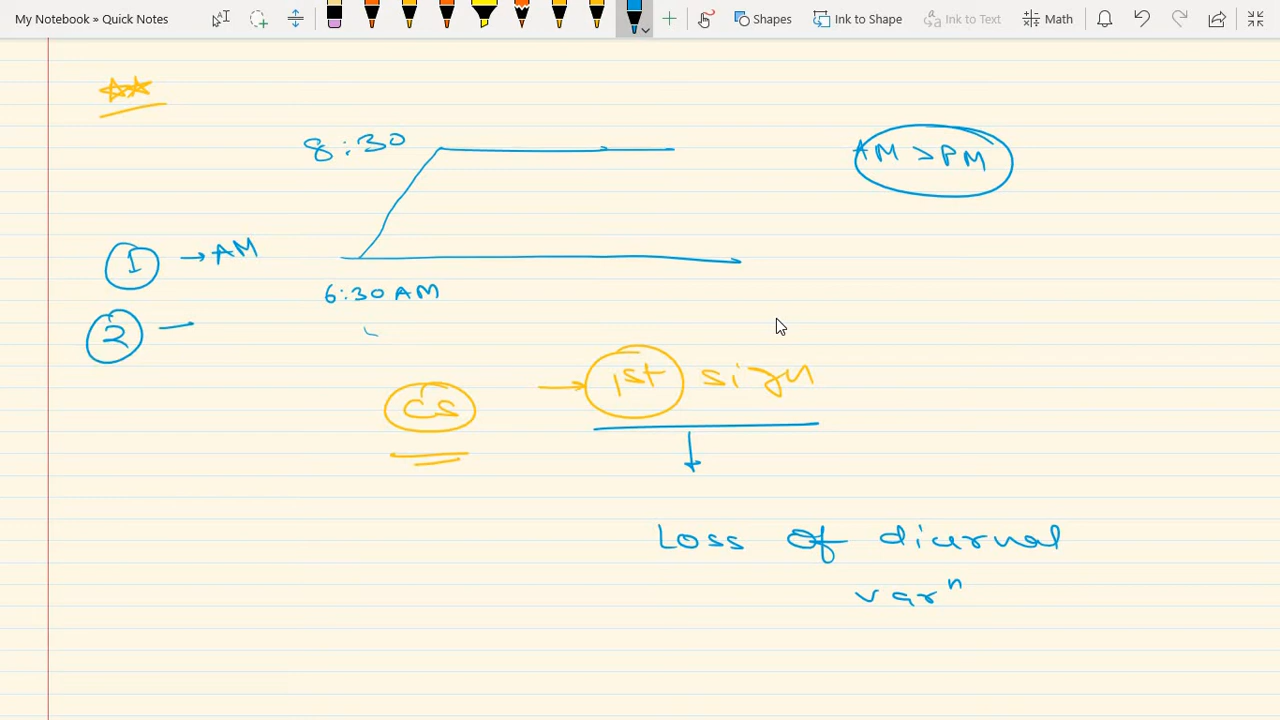 My Notebook » Quick Notes
Shapes
Ink to Shape
Ink to Text
Math
8:30
AM > PM
1 → AM
6:30 AM
2 —
CS → 1st sign
Loss of diurnal
varⁿ